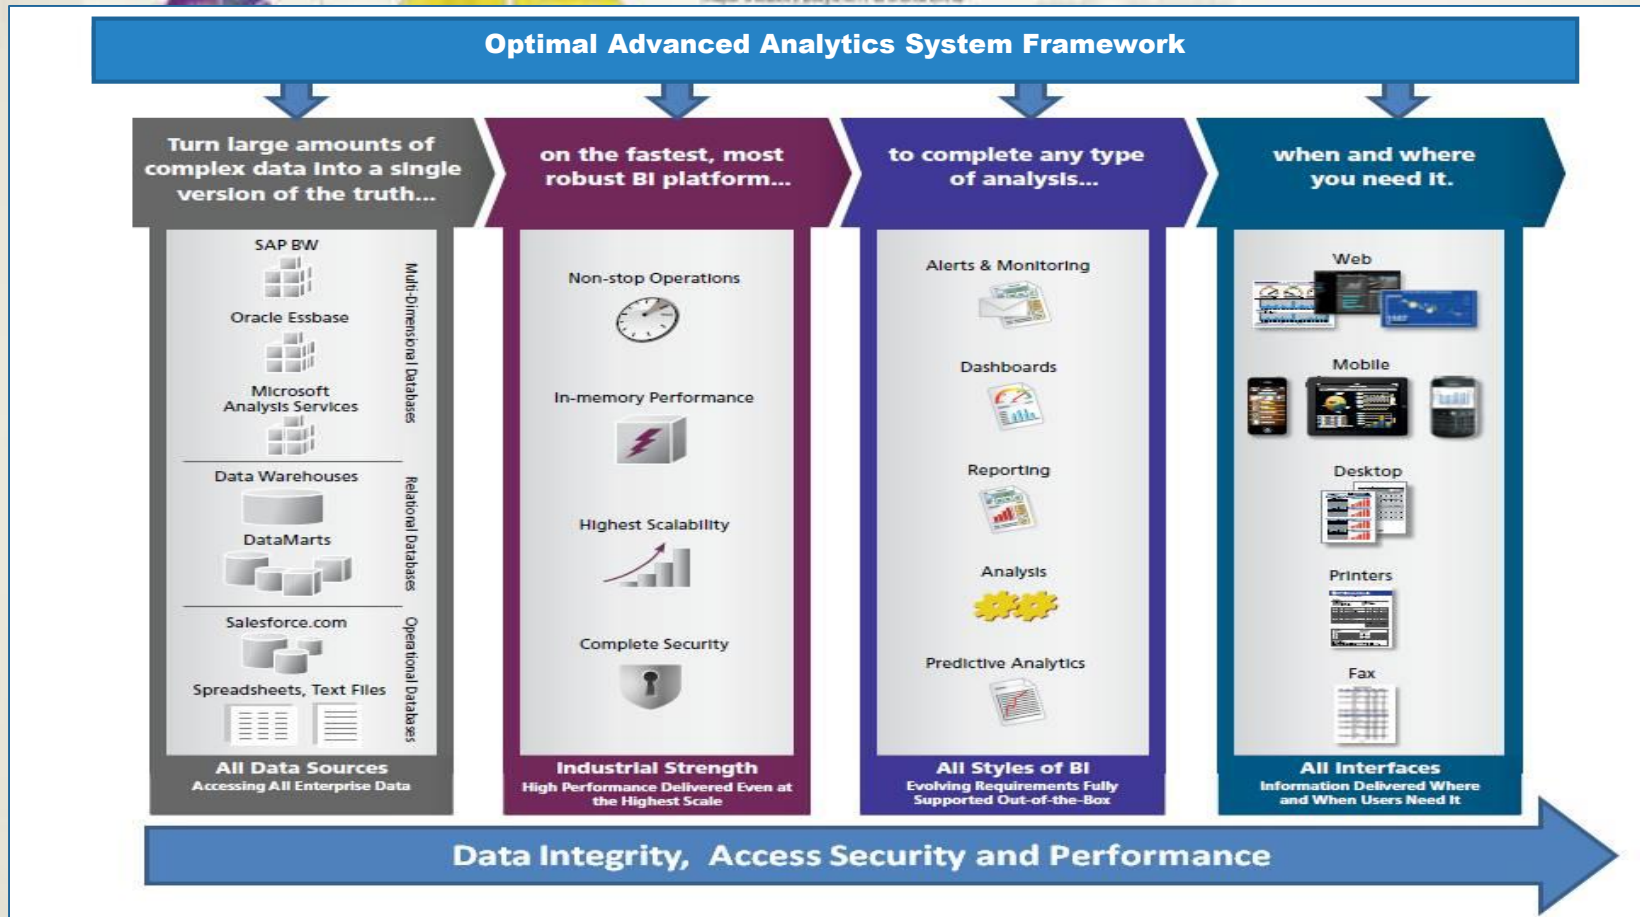 Optimal Advanced Analytics System Framework
Turn large amounts of
complex data into a single
version of the truth...
on the fastest, most
robust BI platform...
to complete any type
of analysis...
when and where
you need it.
SAP BW
Oracle Essbase
Microsoft
Analysis Services
Multi-Dimensional Databases
Data Warehouses
DataMarts
Relational Databases
Salesforce.com
Spreadsheets, Text Files
Operational Databases
All Data Sources
Accessing All Enterprise Data
Non-stop Operations
In-memory Performance
Highest Scalability
Complete Security
Industrial Strength
High Performance Delivered Even at
the Highest Scale
Alerts & Monitoring
Dashboards
Reporting
Analysis
Predictive Analytics
All Styles of BI
Evolving Requirements Fully
Supported Out-of-the-Box
Web
Mobile
Desktop
Printers
Fax
All Interfaces
Information Delivered Where
and When Users Need It
Data Integrity, Access Security and Performance